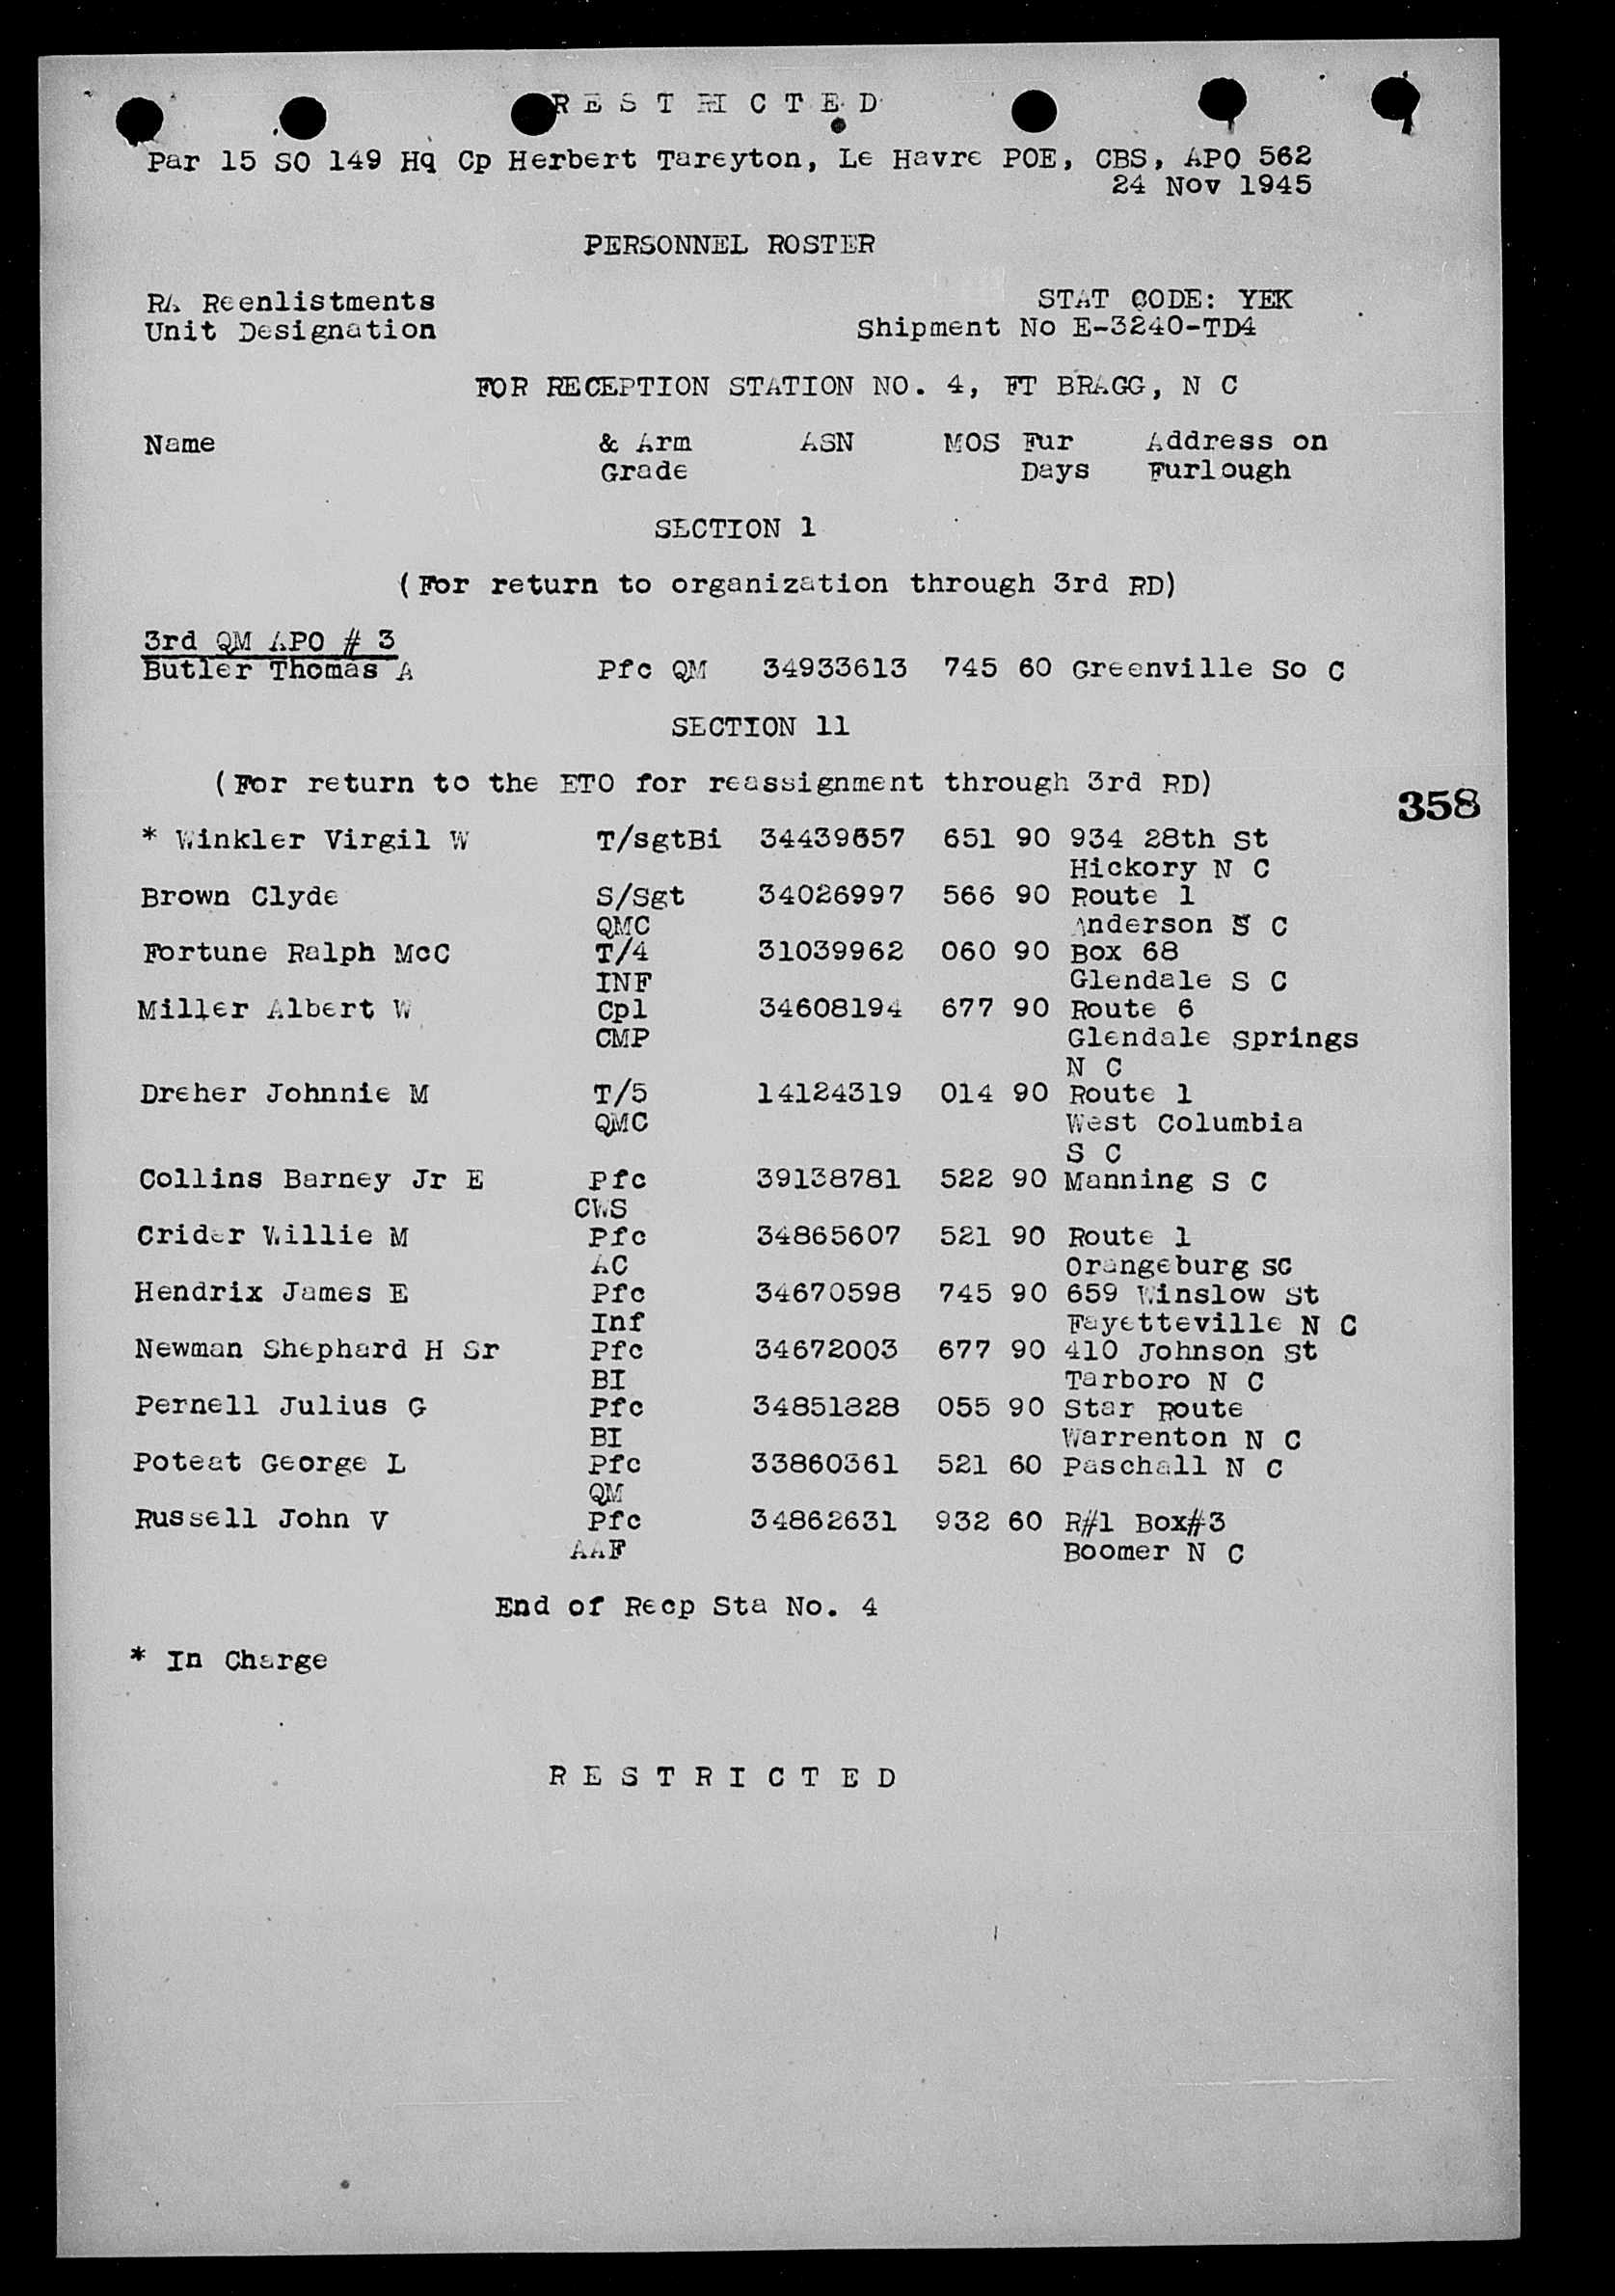 RESTRICTED
Par 15 SO 149 Hq Cp Herbert Tareyton, Le Havre POE, CBS, APO 562
24 Nov 1945
PERSONNEL ROSTER
RA Reenlistments STAT CODE: YEK
Unit Designation Shipment No E-3240-TD4
FOR RECEPTION STATION NO. 4, FT BRAGG, N C
Name & Arm ASN MOS Fur Address on
Grade Days Furlough
SECTION 1
(For return to organization through 3rd RD)
3rd QM APO # 3
Butler Thomas A Pfc QM 34933613 745 60 Greenville So C
SECTION 11
(For return to the ETO for reassignment through 3rd RD)
358
* Winkler Virgil W T/SgtBi 34439657 651 90 934 28th St
Hickory N C
Brown Clyde S/Sgt 34026997 566 90 Route 1
QMC Anderson S C
Fortune Ralph McC T/4 31039962 060 90 Box 68
INF Glendale S C
Miller Albert W Cpl 34608194 677 90 Route 6
CMP Glendale Springs
N C
Dreher Johnnie M T/5 14124319 014 90 Route 1
QMC West Columbia
S C
Collins Barney Jr E Pfc 39138781 522 90 Manning S C
CWS
Crider Willie M Pfc 34865607 521 90 Route 1
AC Orangeburg SC
Hendrix James E Pfc 34670598 745 90 659 Winslow St
Inf Fayetteville N C
Newman Shephard H Sr Pfc 34672003 677 90 410 Johnson St
BI Tarboro N C
Pernell Julius G Pfc 34851828 055 90 Star Route
BI Warrenton N C
Poteat George L Pfc 33860361 521 60 Paschall N C
QM
Russell John V Pfc 34862631 932 60 R#1 Box#3
AAF Boomer N C
End of Recp Sta No. 4
* In Charge
RESTRICTED